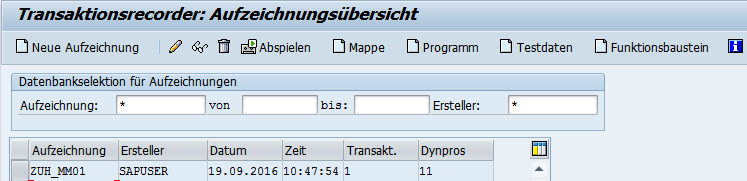 Transaktionsrecorder: Aufzeichnungsübersicht
Neue Aufzeichnung Abspielen Mappe Programm Testdaten Funktionsbaustein
Datenbankselektion für Aufzeichnungen
Aufzeichnung: * von bis: Ersteller: *
Aufzeichnung Ersteller Datum Zeit Transakt. Dynpros
ZUH_MM01 SAPUSER 19.09.2016 10:47:54 1 11